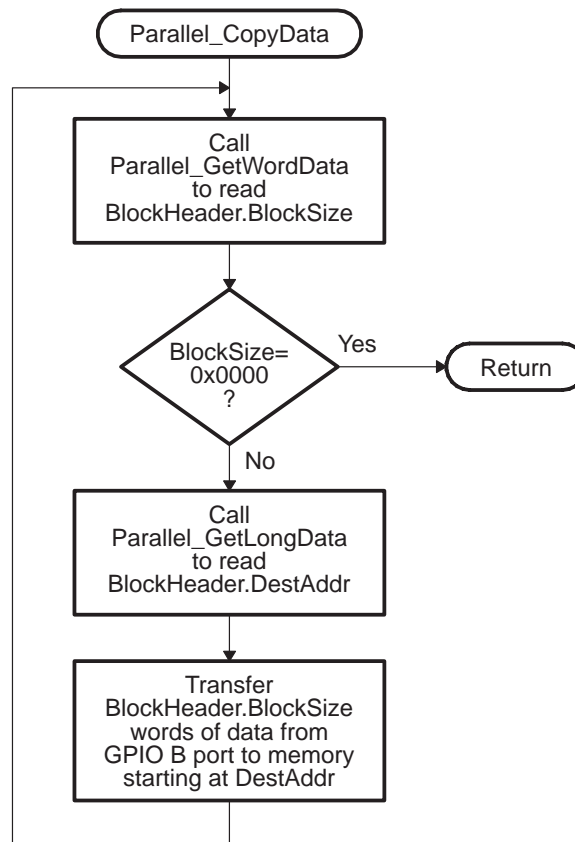 Parallel_CopyData
Call
Parallel_GetWordData
to read
BlockHeader.BlockSize
BlockSize=
0x0000
?
Yes
Return
No
Call
Parallel_GetLongData
to read
BlockHeader.DestAddr
Transfer
BlockHeader.BlockSize
words of data from
GPIO B port to memory
starting at DestAddr